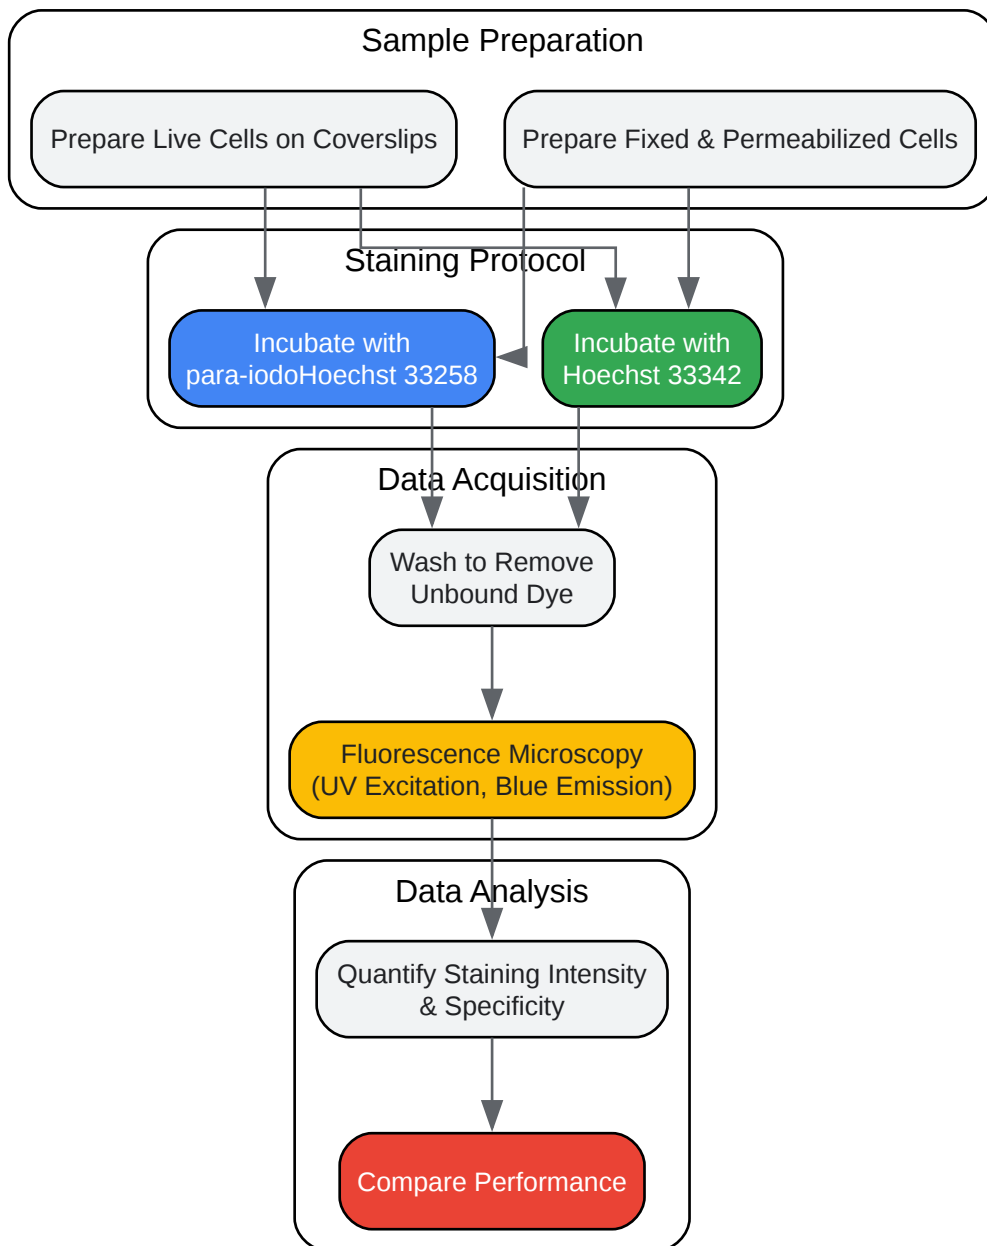 Sample Preparation
Prepare Live Cells on Coverslips
Prepare Fixed & Permeabilized Cells
Staining Protocol
Incubate with
para-iodoHoechst 33258
Incubate with
Hoechst 33342
Data Acquisition
Wash to Remove
Unbound Dye
Fluorescence Microscopy
(UV Excitation, Blue Emission)
Data Analysis
Quantify Staining Intensity
& Specificity
Compare Performance